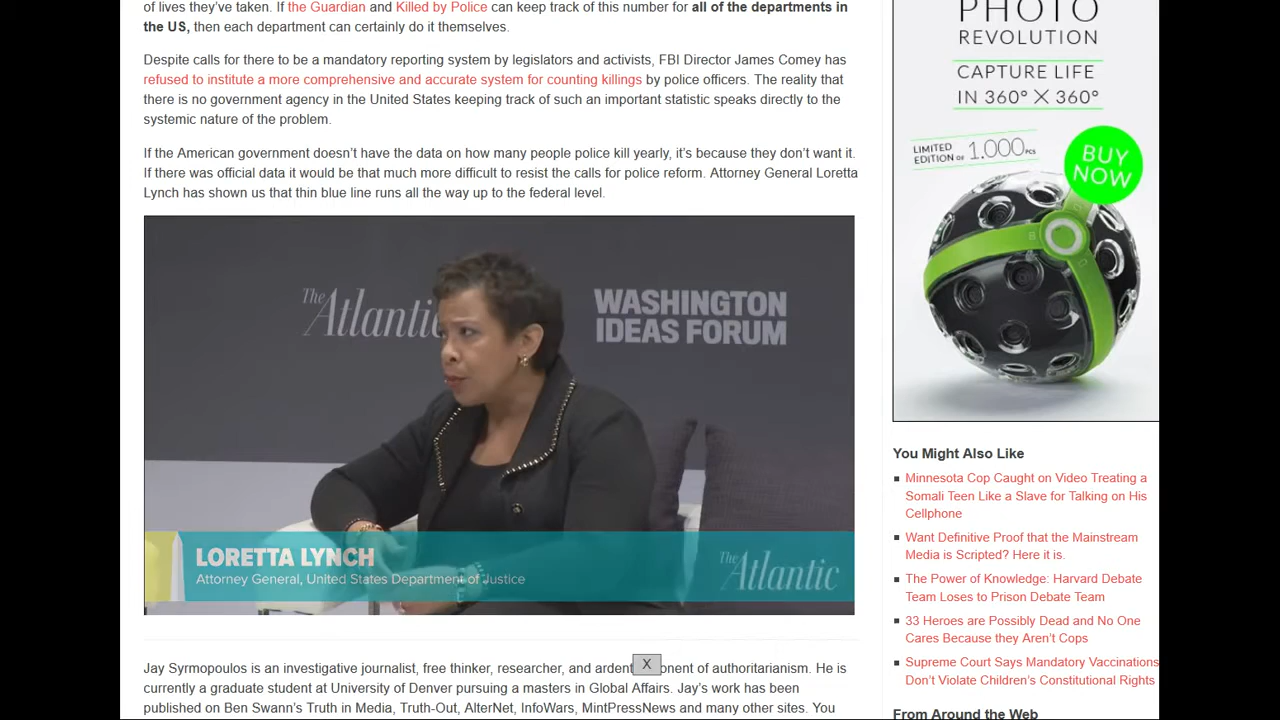 of lives they've taken. If the Guardian and Killed by Police can keep track of this number for all of the departments in
the US, then each department can certainly do it themselves.
Despite calls for there to be a mandatory reporting system by legislators and activists, FBI Director James Comey has
refused to institute a more comprehensive and accurate system for counting killings by police officers. The reality that
there is no government agency in the United States keeping track of such an important statistic speaks directly to the
systemic nature of the problem.
If the American government doesn't have the data on how many people police kill yearly, it's because they don't want it.
If there was official data it would be that much more difficult to resist the calls for police reform. Attorney General Loretta
Lynch has shown us that thin blue line runs all the way up to the federal level.
The Atlantic
WASHINGTON
IDEAS FORUM
LORETTA LYNCH
Attorney General, United States Department of Justice
The Atlantic
X
Jay Syrmopoulos is an investigative journalist, free thinker, researcher, and ardent of authoritarianism. He is
currently a graduate student at University of Denver pursuing a masters in Global Affairs. Jay's work has been
published on Ben Swann's Truth in Media, Truth-Out, AlterNet, InfoWars, MintPressNews and many other sites. You
PHOTO
REVOLUTION
CAPTURE LIFE
IN 360° X 360°
LIMITED
EDITION OF 1.000 PCS
BUY
NOW
You Might Also Like
Minnesota Cop Caught on Video Treating a
Somali Teen Like a Slave for Talking on His
Cellphone
Want Definitive Proof that the Mainstream
Media is Scripted? Here it is.
The Power of Knowledge: Harvard Debate
Team Loses to Prison Debate Team
33 Heroes are Possibly Dead and No One
Cares Because they Aren't Cops
Supreme Court Says Mandatory Vaccinations
Don't Violate Children's Constitutional Rights
From Around the Web